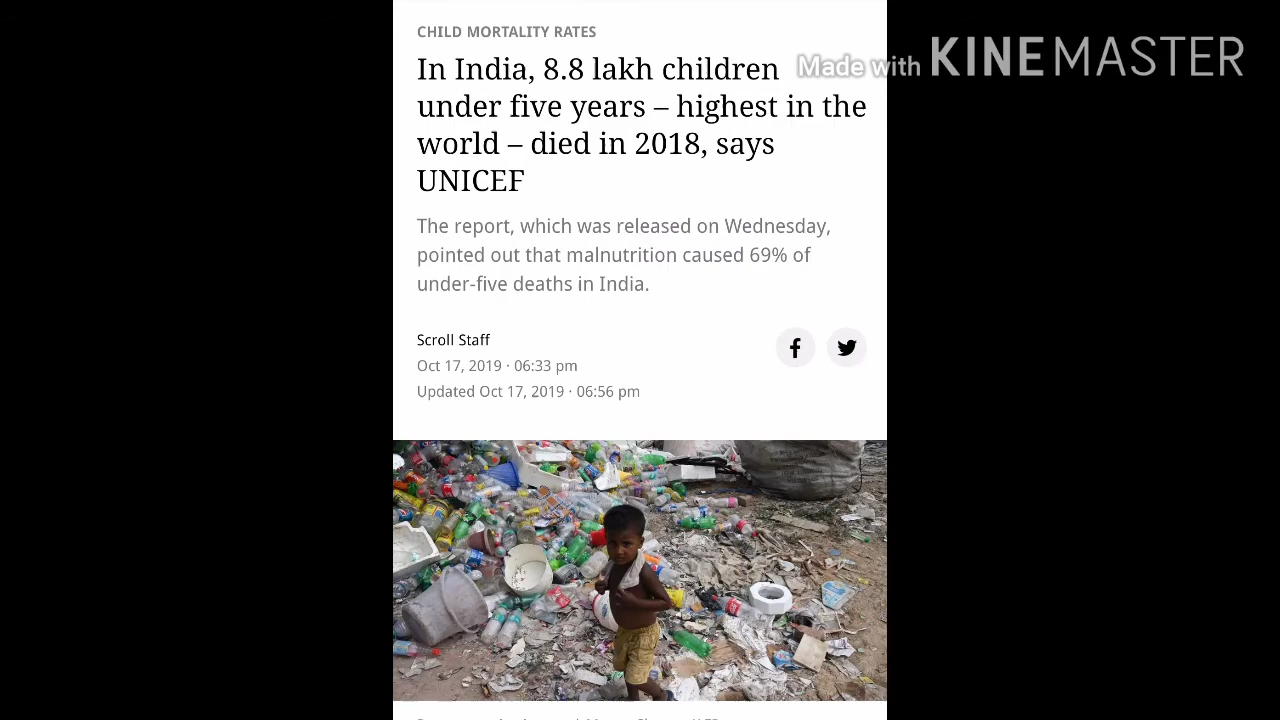 CHILD MORTALITY RATES
In India, 8.8 lakh children
under five years – highest in the
world – died in 2018, says
UNICEF
Made with KINEMASTER
The report, which was released on Wednesday,
pointed out that malnutrition caused 69% of
under-five deaths in India.
Scroll Staff
Oct 17, 2019 · 06:33 pm
Updated Oct 17, 2019 · 06:56 pm